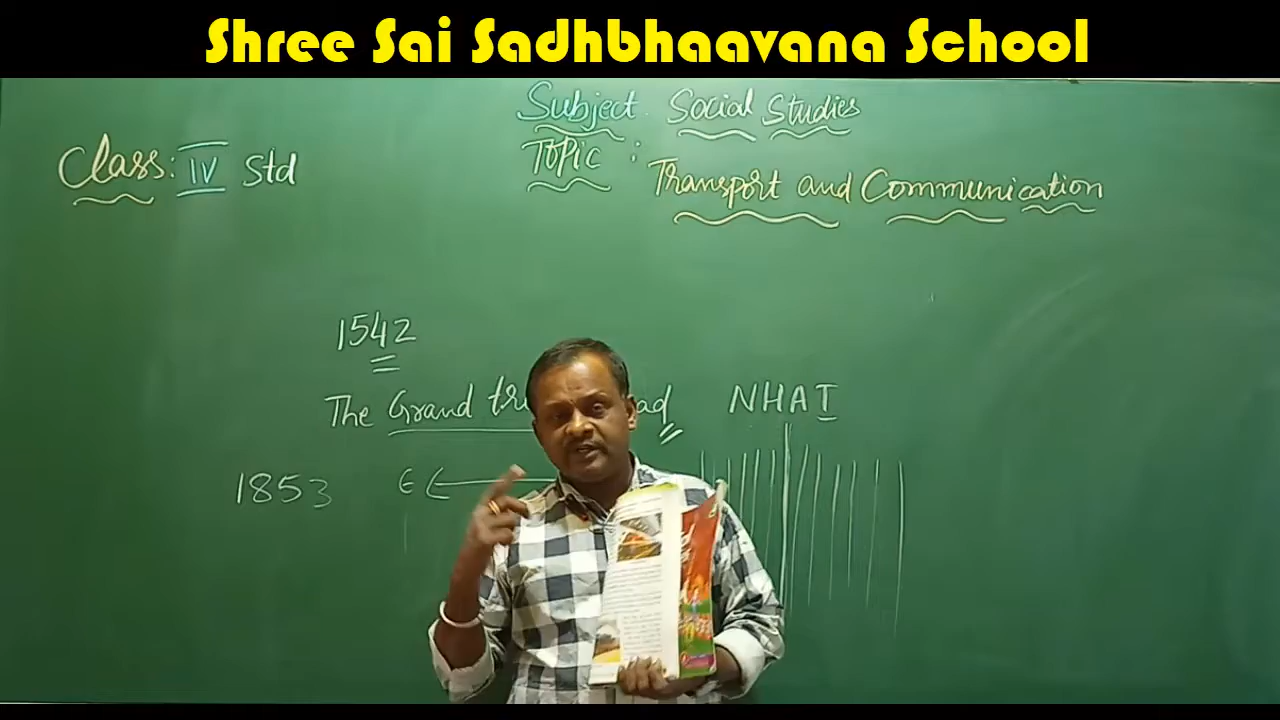 Shree Sai Sadhbhaavana School
Subject: Social Studies
Class: IV Std
Topic :
Transport and Communication
1542
The Grand
NHAI
1853
E